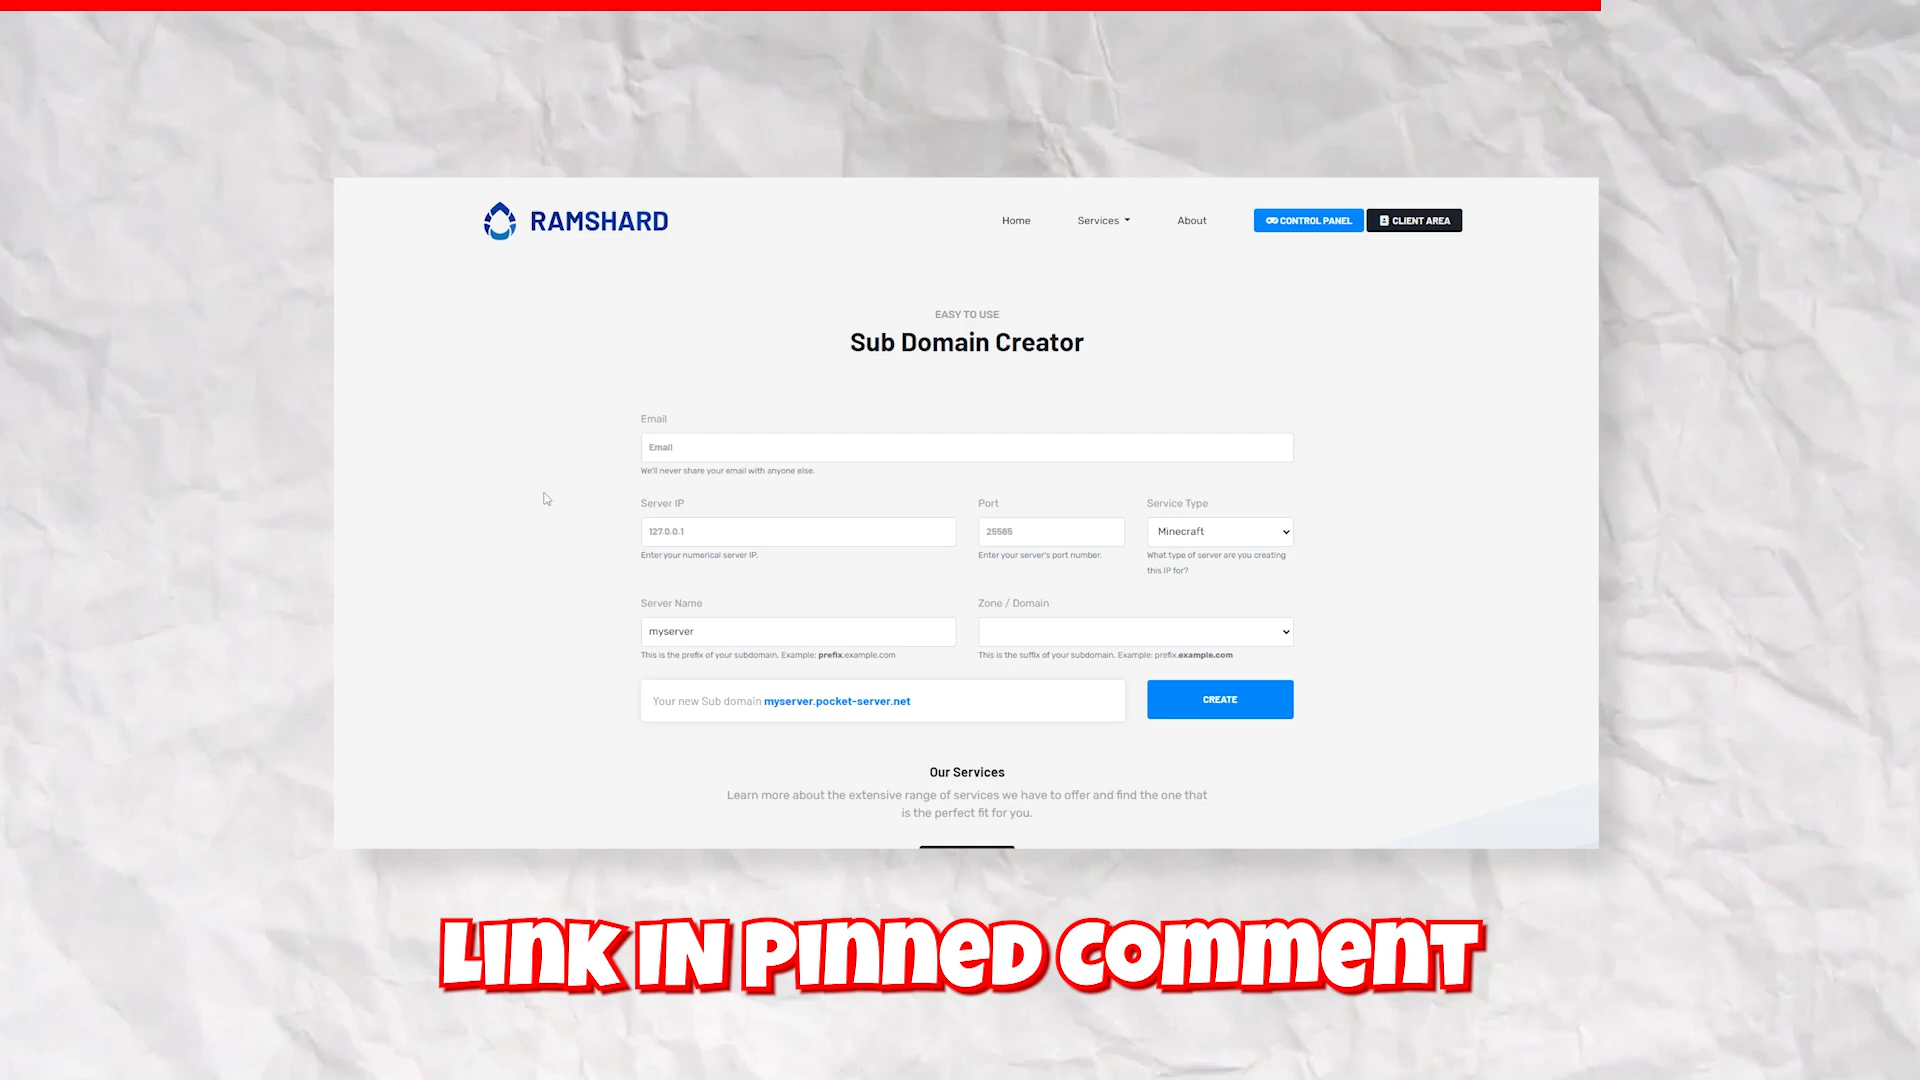 RAMSHARD
Home
Services
About
CONTROL PANEL
CLIENT AREA
EASY TO USE
Sub Domain Creator
Email
Email
We'll never share your email with anyone else.
Server IP
Port
Service Type
127.0.0.1
25565
Minecraft
Enter your numerical server IP.
Enter your server's port number.
What type of server are you creating
this IP for?
Server Name
Zone / Domain
myserver
This is the prefix of your subdomain. Example: prefix.example.com
This is the suffix of your subdomain. Example: prefix.example.com
Your new Sub domain myserver.pocket-server.net
CREATE
Our Services
Learn more about the extensive range of services we have to offer and find the one that
is the perfect fit for you.
LINK IN PINNED COMMENT